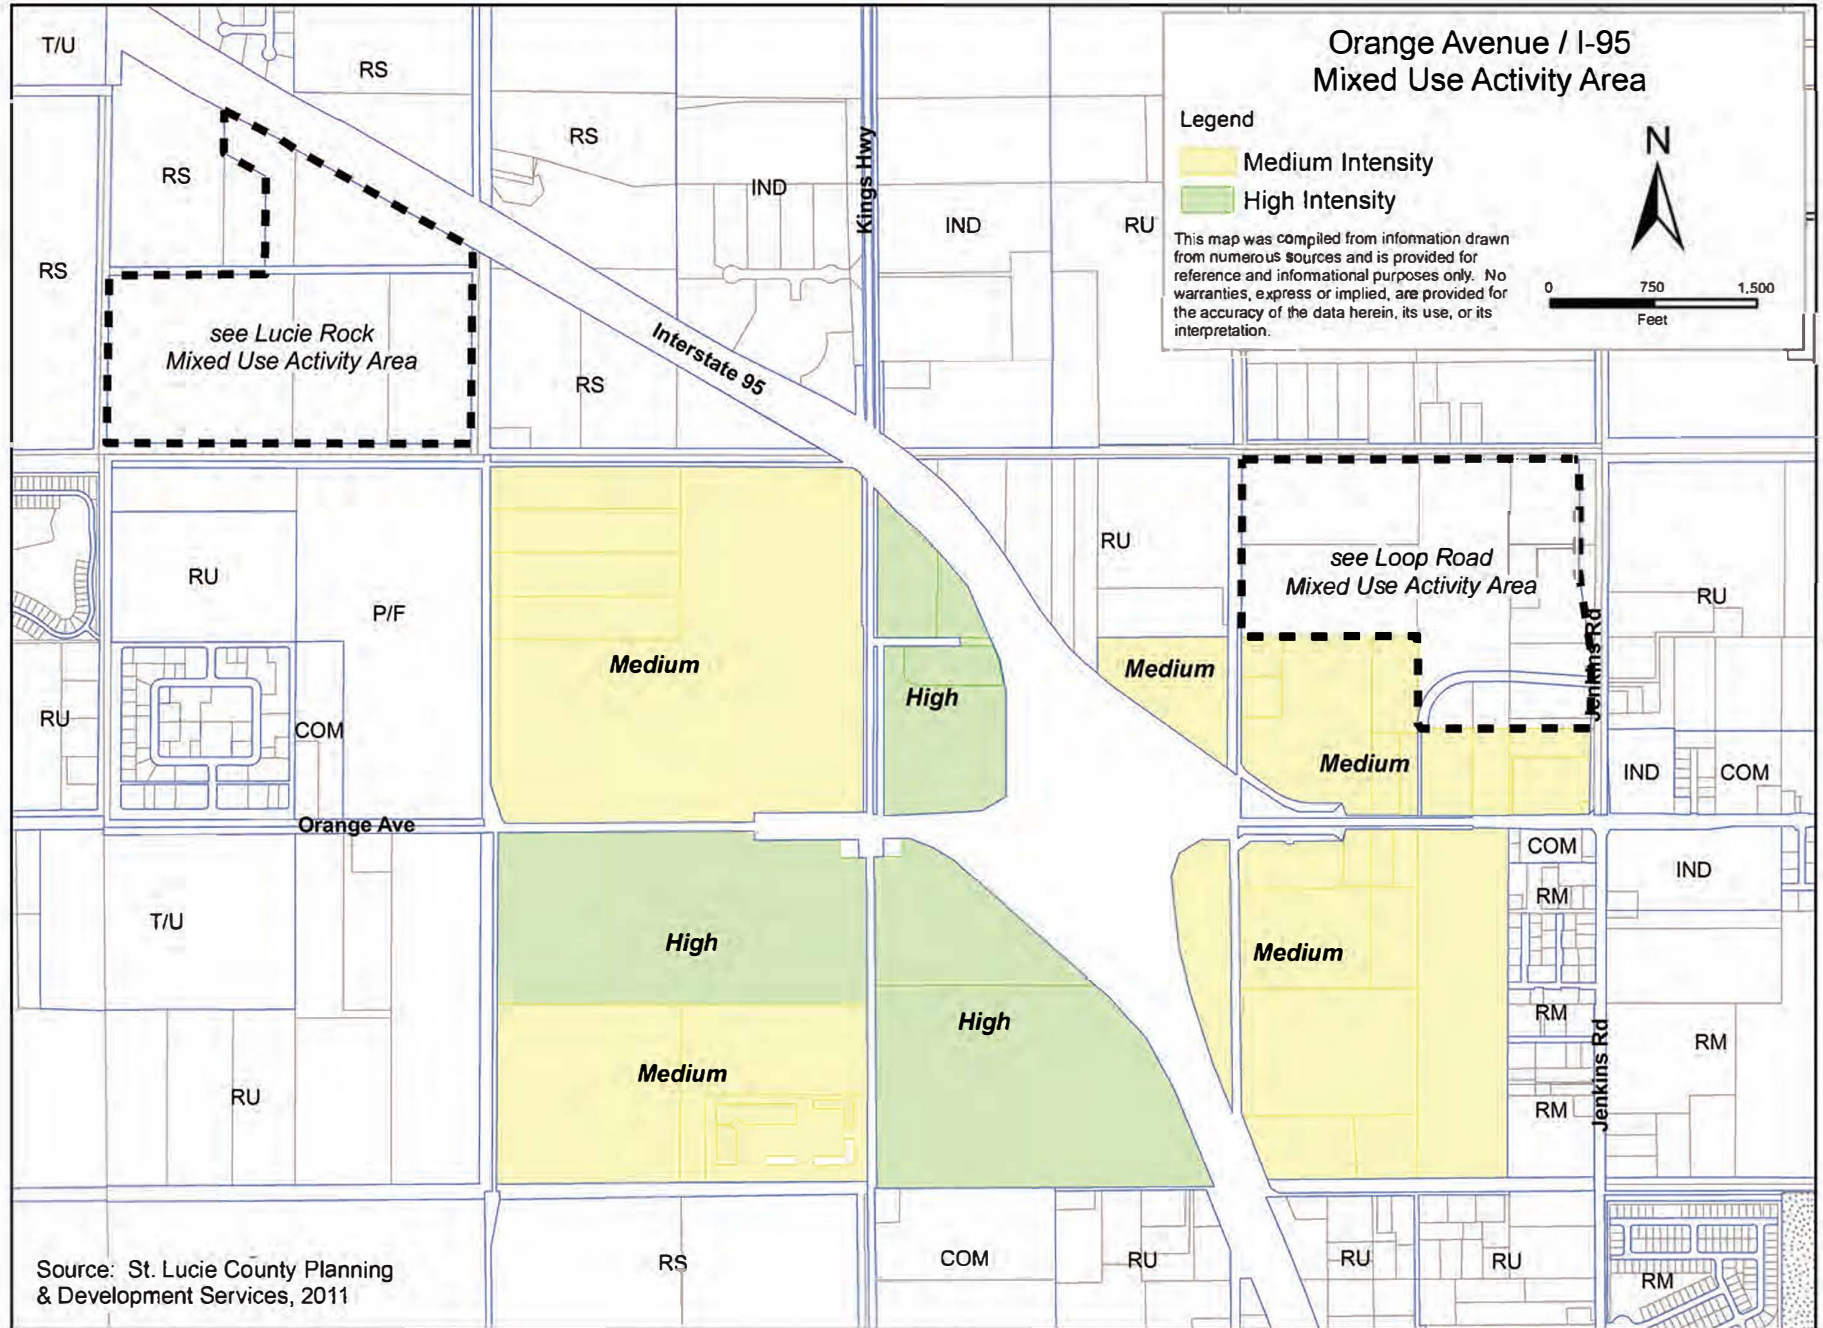 Orange Avenue / I-95
Mixed Use Activity Area
Legend
Medium Intensity
High Intensity
This map was compiled from information drawn
from numerous sources and is provided for
reference and informational purposes only. No
warranties, express or implied, are provided for
the accuracy of the data herein, its use, or its
interpretation.
N
0 750 1,500
Feet
T/U
RS
RS
RS
IND
Kings Hwy
IND
RU
RS
see Lucie Rock
Mixed Use Activity Area
Interstate 95
RS
RU
P/F
RU
COM
Orange Ave
Medium
High
RU
Medium
see Loop Road
Mixed Use Activity Area
Jenkins Rd
RU
Medium
IND
COM
T/U
High
High
Medium
COM
RM
IND
RM
RM
Jenkins Rd
RM
RU
Medium
RS
COM
RU
RU
RU
RM
Source: St. Lucie County Planning
& Development Services, 2011